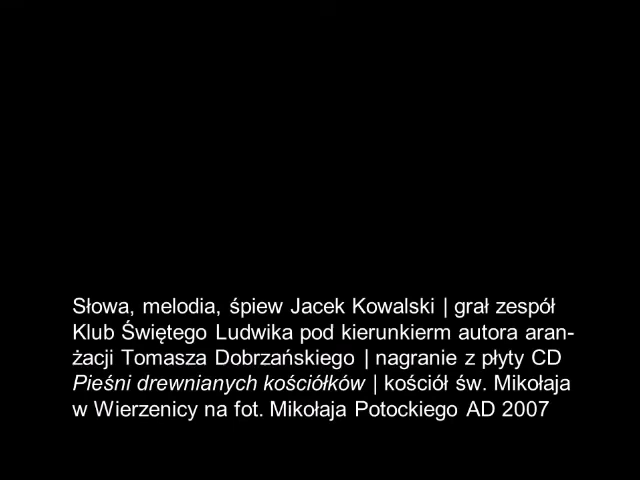 Słowa, melodia, śpiew Jacek Kowalski | grał zespół
Klub Świętego Ludwika pod kierunkierm autora aran-
żacji Tomasza Dobrzańskiego | nagranie z płyty CD
Pieśni drewnianych kościółków | kościół św. Mikołaja
w Wierzenicy na fot. Mikołaja Potockiego AD 2007